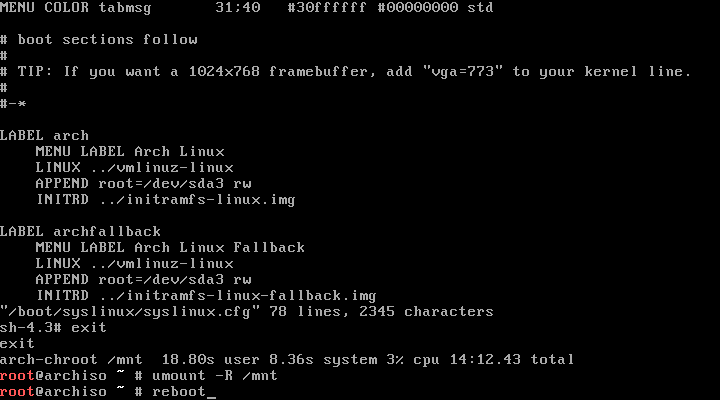 MENU COLOR tabmsg        31;40   #30ffffff #00000000 std

# boot sections follow
#
# TIP: If you want a 1024x768 framebuffer, add "vga=773" to your kernel line.
#
#-*

LABEL arch
    MENU LABEL Arch Linux
    LINUX ../vmlinuz-linux
    APPEND root=/dev/sda3 rw
    INITRD ../initramfs-linux.img

LABEL archfallback
    MENU LABEL Arch Linux Fallback
    LINUX ../vmlinuz-linux
    APPEND root=/dev/sda3 rw
    INITRD ../initramfs-linux-fallback.img
"/boot/syslinux/syslinux.cfg" 78 lines, 2345 characters
sh-4.3# exit
exit
arch-chroot /mnt  18.80s user 8.36s system 3% cpu 14:12.43 total
root@archiso ~ # umount -R /mnt
root@archiso ~ # reboot_